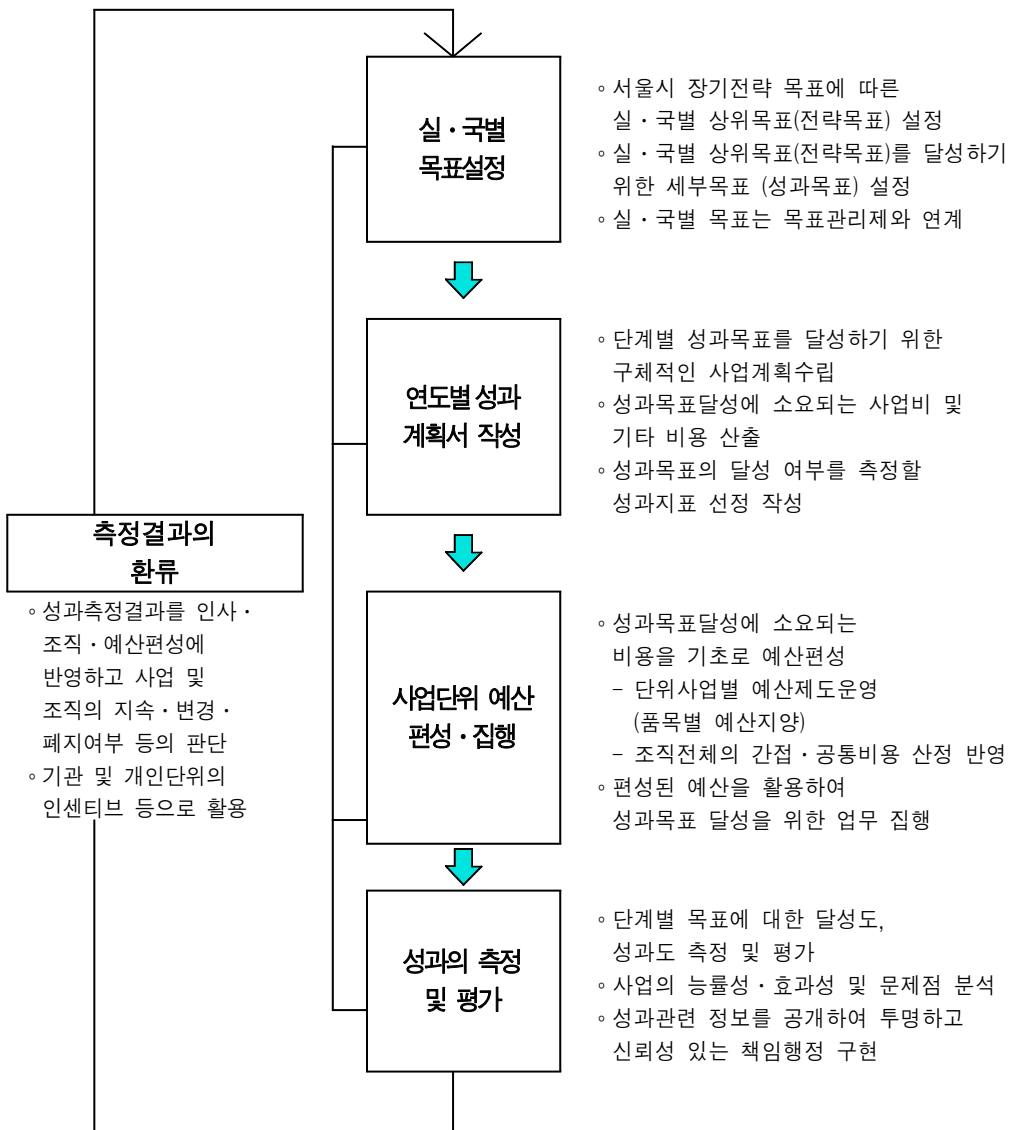 실・국별
목표설정
◦서울시 장기전략 목표에 따른
실・국별 상위목표(전략목표) 설정
◦실・국별 상위목표(전략목표)를 달성하기
위한 세부목표 (성과목표) 설정
◦실・국별 목표는 목표관리제와 연계
연도별 성과
계획서 작성
◦단계별 성과목표를 달성하기 위한
구체적인 사업계획수립
◦성과목표달성에 소요되는 사업비 및
기타 비용 산출
◦성과목표의 달성 여부를 측정할
성과지표 선정 작성
측정결과의
환류
◦성과측정결과를 인사・
조직・예산편성에
반영하고 사업 및
조직의 지속・변경・
폐지여부 등의 판단
◦기관 및 개인단위의
인센티브 등으로 활용
사업단위 예산
편성・집행
◦성과목표달성에 소요되는
비용을 기초로 예산편성
- 단위사업별 예산제도운영
(품목별 예산지양)
- 조직전체의 간접・공통비용 산정 반영
◦편성된 예산을 활용하여
성과목표 달성을 위한 업무 집행
성과의 측정
및 평가
◦단계별 목표에 대한 달성도,
성과도 측정 및 평가
◦사업의 능률성・효과성 및 문제점 분석
◦성과관련 정보를 공개하여 투명하고
신뢰성 있는 책임행정 구현